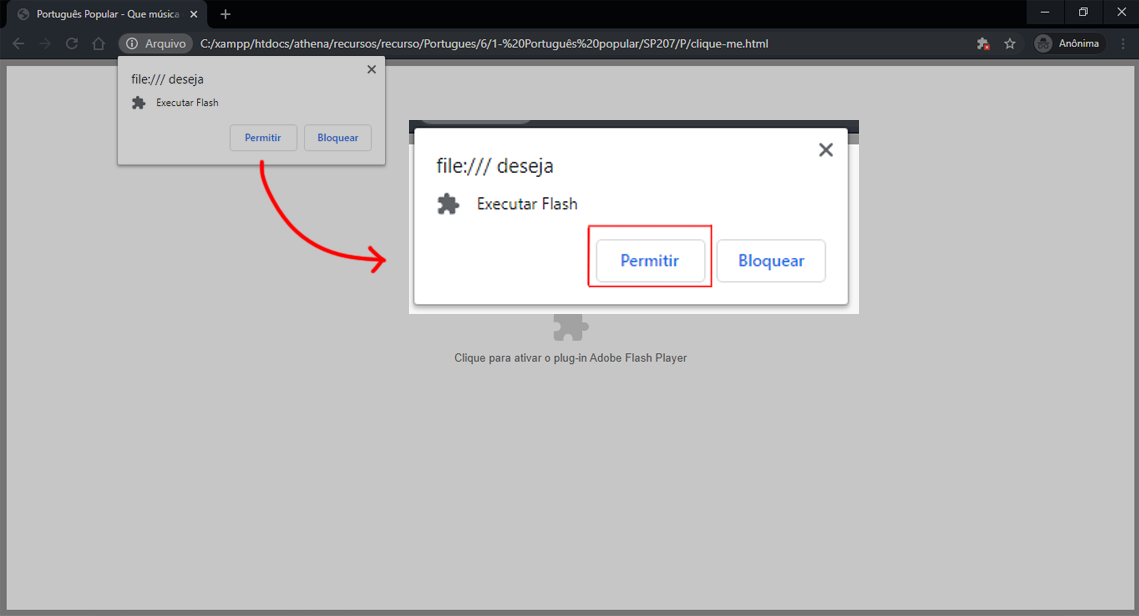 Português Popular - Que música
Arquivo C:/xampp/htdocs/athena/recursos/recurso/Portugues/6/1-%20Português%20popular/SP207/P/clique-me.html
Anônima
file:/// deseja
Executar Flash
Permitir Bloquear
file:/// deseja
Executar Flash
Permitir Bloquear
Clique para ativar o plug-in Adobe Flash Player